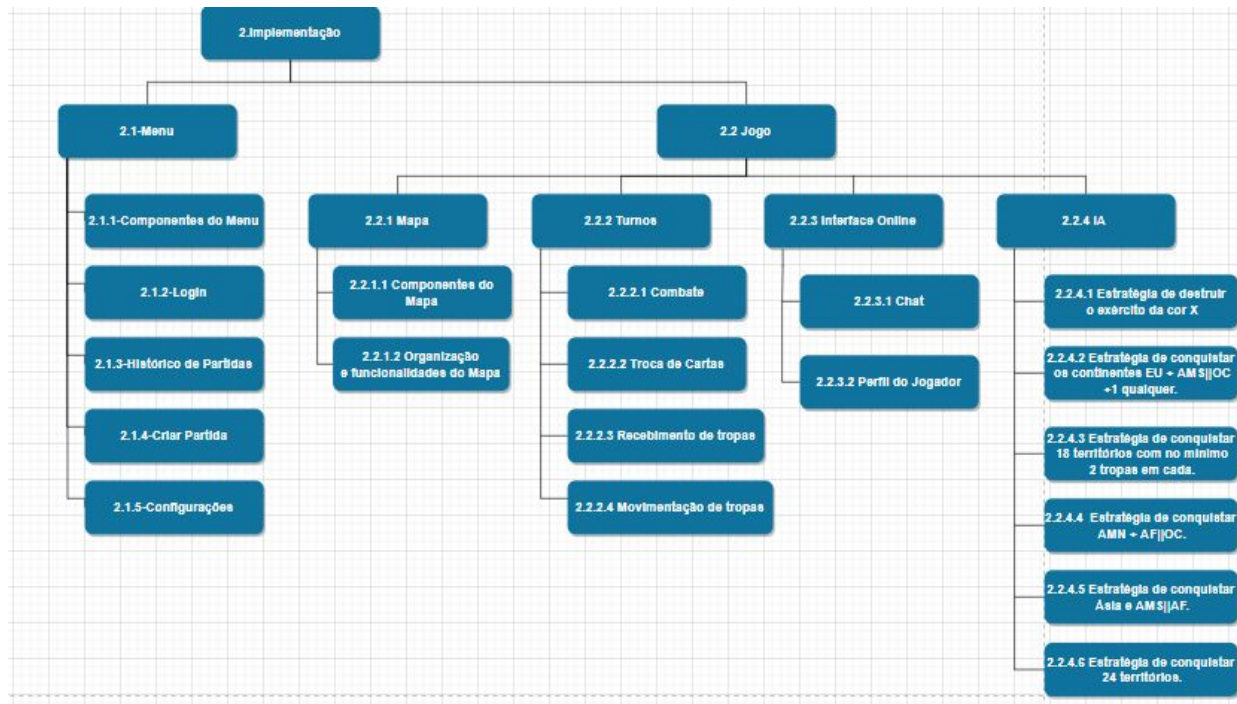 2.Implementação
2.1-Menu
2.2 Jogo
2.1.1-Componentes do Menu
2.1.2-Login
2.1.3-Histórico de Partidas
2.1.4-Criar Partida
2.1.5-Configurações
2.2.1 Mapa
2.2.1.1 Componentes do
Mapa
2.2.1.2 Organização
e funcionalidades do Mapa
2.2.2 Turnos
2.2.2.1 Combate
2.2.2.2 Troca de Cartas
2.2.2.3 Recebimento de tropas
2.2.2.4 Movimentação de tropas
2.2.3 Interface Online
2.2.3.1 Chat
2.2.3.2 Perfil do Jogador
2.2.4 IA
2.2.4.1 Estratégia de destruir
o exército da cor X
2.2.4.2 Estratégia de conquistar
os continentes EU + AMS||OC
+1 qualquer.
2.2.4.3 Estratégia de conquistar
18 territórios com no mínimo
2 tropas em cada.
2.2.4.4 Estratégia de conquistar
AMN + AF||OC.
2.2.4.5 Estratégia de conquistar
Ásia e AMS||AF.
2.2.4.6 Estratégia de conquistar
24 territórios.